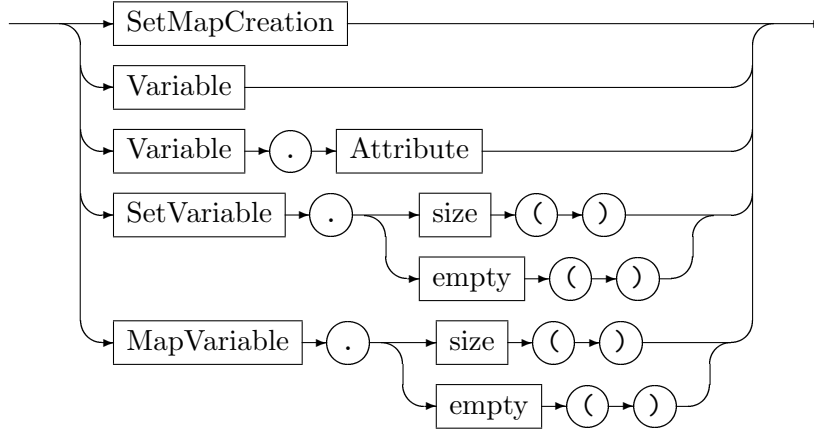 SetMapCreation
Variable
Variable . Attribute
SetVariable . size ( )
empty ( )
MapVariable . size ( )
empty ( )